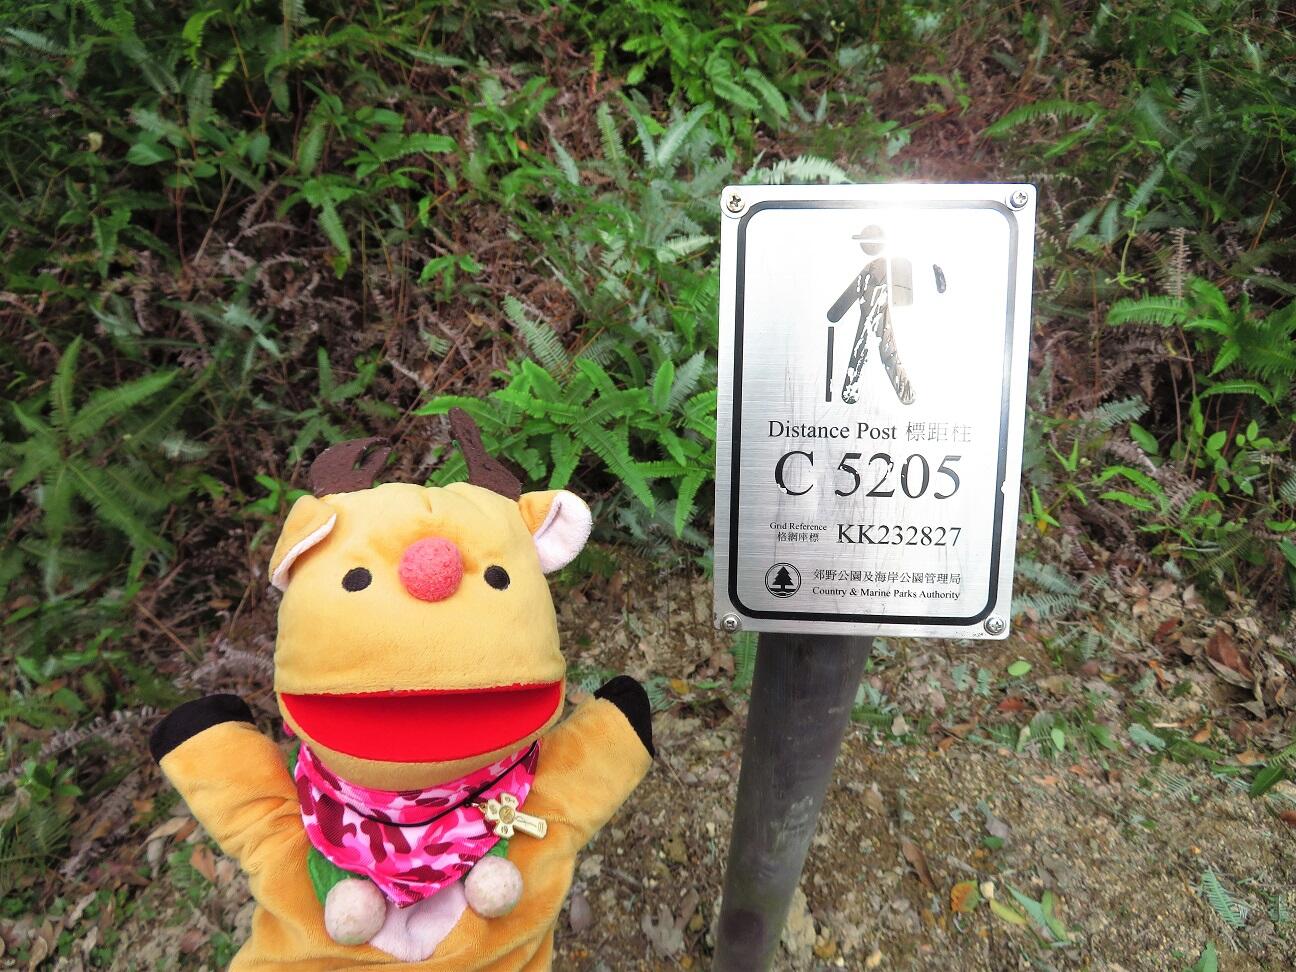 Distance Post 標距柱
C 5205
Grid Reference
格網座標 KK232827
郊野公園及海岸公園管理局
Country & Marine Parks Authority